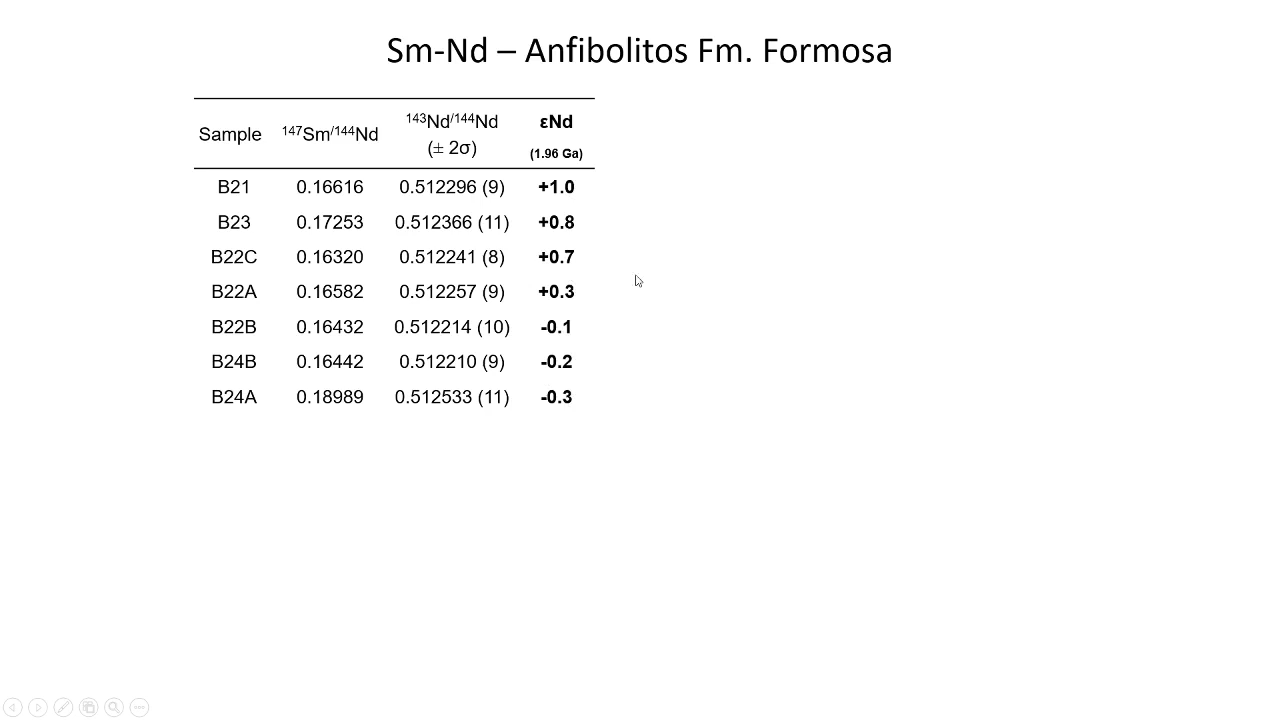 Sm-Nd – Anfibolitos Fm. Formosa
Sample ¹⁴⁷Sm/¹⁴⁴Nd ¹⁴³Nd/¹⁴⁴Nd (± 2σ) εNd (1.96 Ga)
B21 0.16616 0.512296 (9) +1.0
B23 0.17253 0.512366 (11) +0.8
B22C 0.16320 0.512241 (8) +0.7
B22A 0.16582 0.512257 (9) +0.3
B22B 0.16432 0.512214 (10) -0.1
B24B 0.16442 0.512210 (9) -0.2
B24A 0.18989 0.512533 (11) -0.3